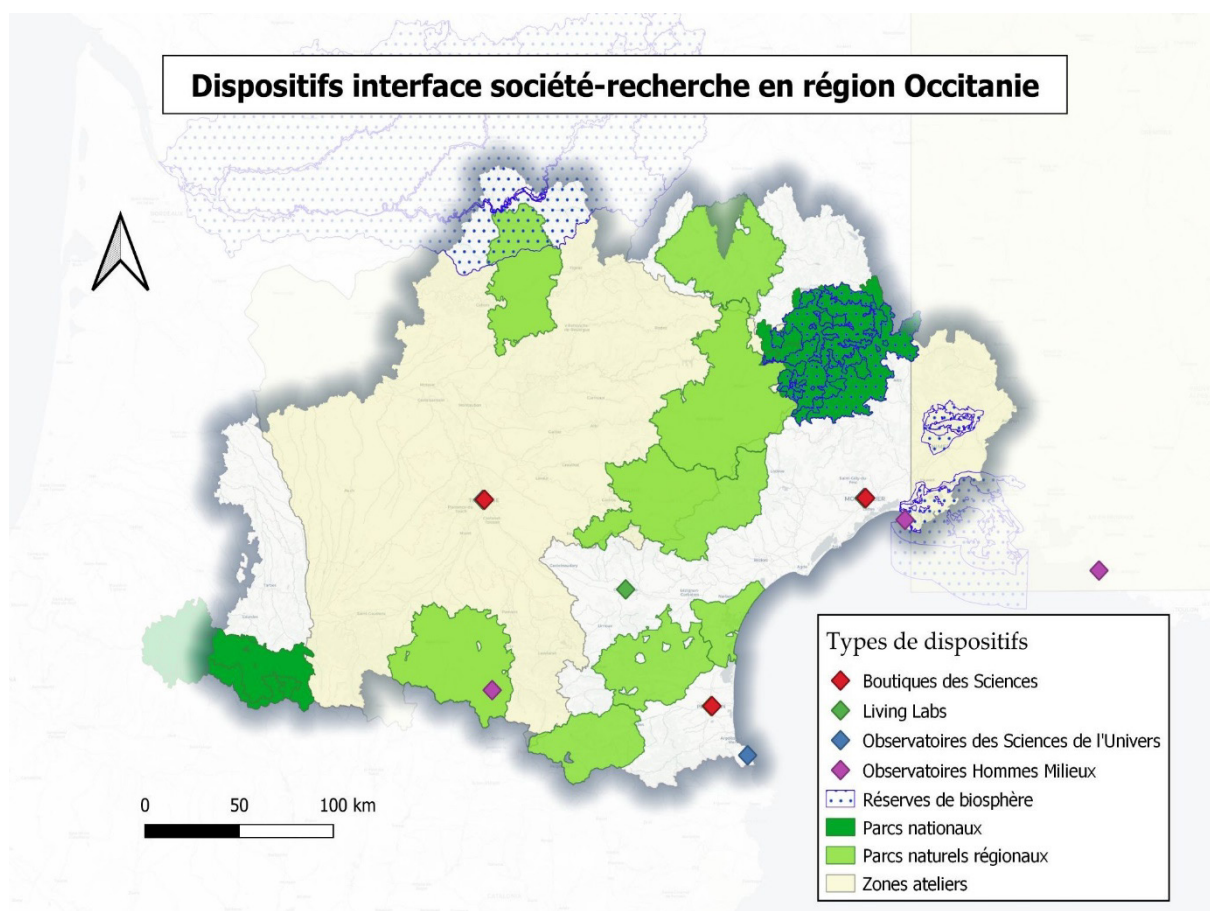 Dispositifs interface société-recherche en région Occitanie
0 50 100 km
Types de dispositifs
Boutiques des Sciences
Living Labs
Observatoires des Sciences de l'Univers
Observatoires Hommes Milieux
Réserves de biosphère
Parcs nationaux
Parcs naturels régionaux
Zones ateliers